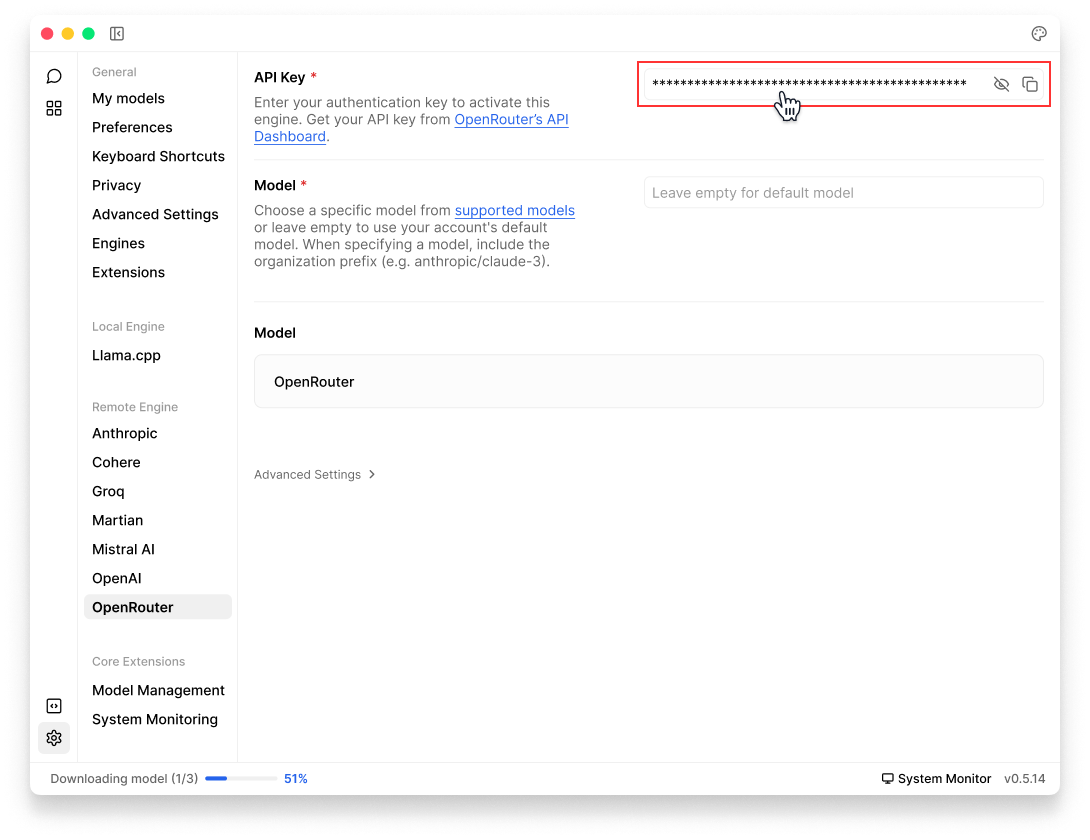 General
My models
Preferences
Keyboard Shortcuts
Privacy
Advanced Settings
Engines
Extensions
Local Engine
Llama.cpp
Remote Engine
Anthropic
Cohere
Groq
Martian
Mistral AI
OpenAI
OpenRouter
Core Extensions
Model Management
System Monitoring
API Key *
Enter your authentication key to activate this
engine. Get your API key from OpenRouter’s API
Dashboard.
*********************************************
Model *
Choose a specific model from supported models
or leave empty to use your account's default
model. When specifying a model, include the
organization prefix (e.g. anthropic/claude-3).
Leave empty for default model
Model
OpenRouter
Advanced Settings
Downloading model (1/3) 51%
System Monitor v0.5.14